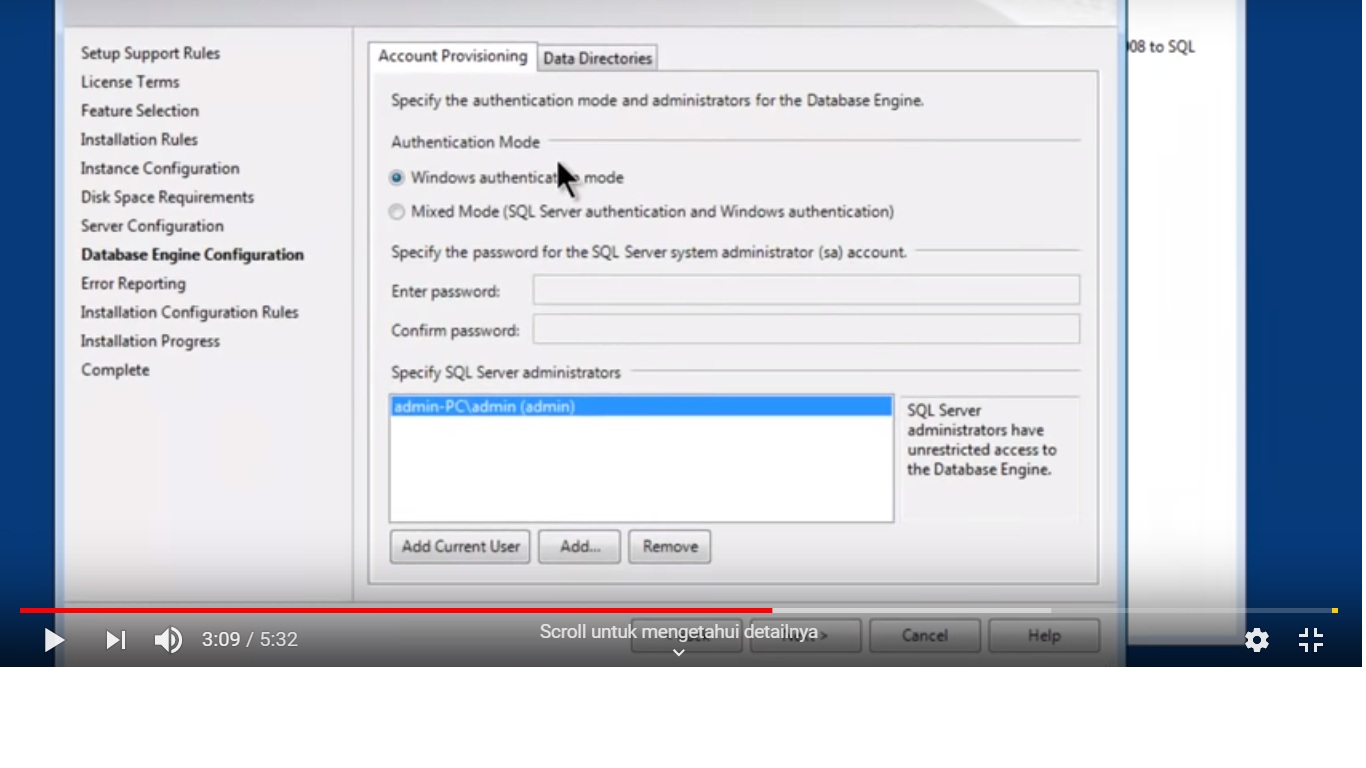 08 to SQL
Setup Support Rules
License Terms
Feature Selection
Installation Rules
Instance Configuration
Disk Space Requirements
Server Configuration
Database Engine Configuration
Error Reporting
Installation Configuration Rules
Installation Progress
Complete
Account Provisioning
Data Directories
Specify the authentication mode and administrators for the Database Engine.
Authentication Mode
Windows authentication mode
Mixed Mode (SQL Server authentication and Windows authentication)
Specify the password for the SQL Server system administrator (sa) account.
Enter password:
Confirm password:
Specify SQL Server administrators
admin-PC\admin (admin)
SQL Server
administrators have
unrestricted access to
the Database Engine.
Add Current User
Add...
Remove
3:09 / 5:32
Scroll untuk mengetahui detailnya
Cancel
Help